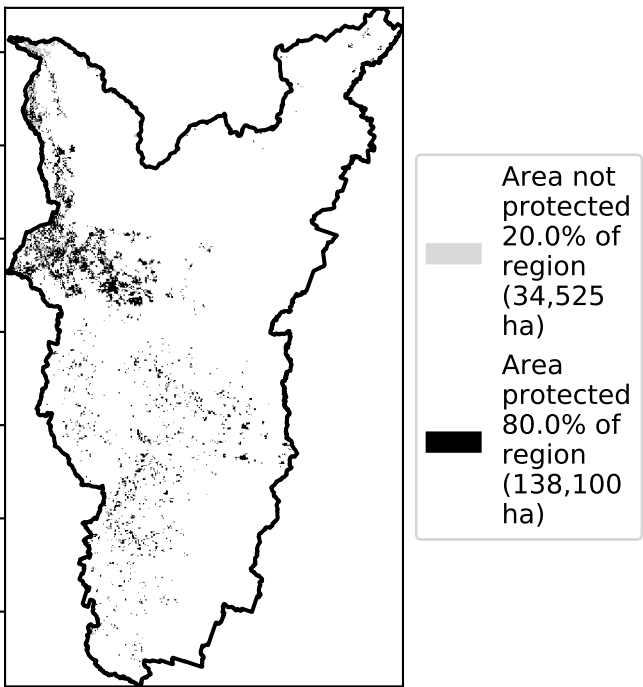 Area not
protected
20.0% of
region
(34,525
ha)
Area
protected
80.0% of
region
(138,100
ha)